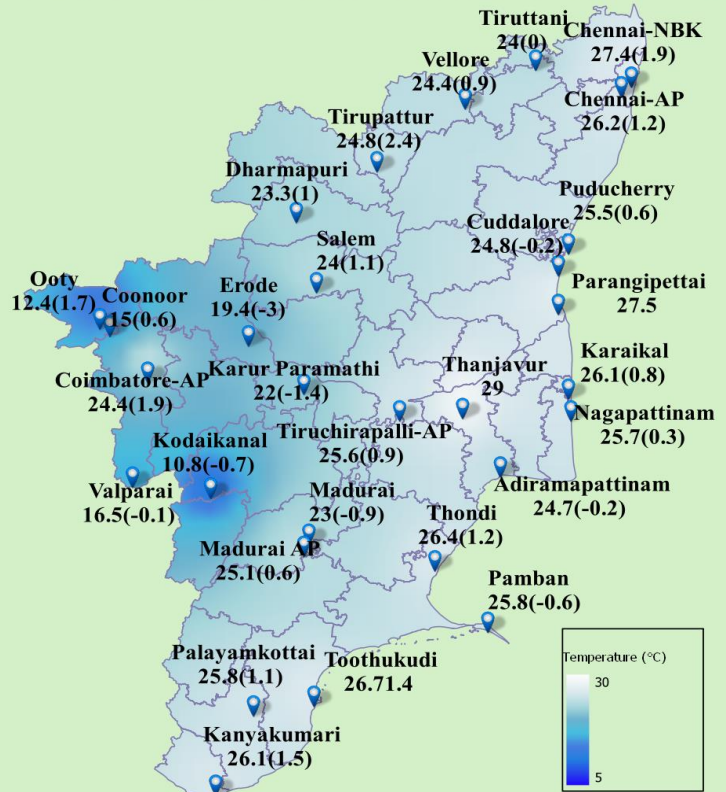 Tiruttani
24(0)
Chennai-NBK
27.4(1.9)
Vellore
24.4(0.9)
Chennai-AP
26.2(1.2)
Tirupattur
24.8(2.4)
Dharmapuri
23.3(1)
Puducherry
25.5(0.6)
Cuddalore
24.8(-0.2)
Salem
24(1.1)
Ooty
12.4(1.7)
Coonoor
15(0.6)
Erode
19.4(-3)
Parangipettai
27.5
Karaikal
26.1(0.8)
Coimbatore-AP
24.4(1.9)
Karur Paramathi
22(-1.4)
Thanjavur
29
Nagapattinam
25.7(0.3)
Tiruchirapalli-AP
25.6(0.9)
Kodaikanal
10.8(-0.7)
Valparai
16.5(-0.1)
Adiramapattinam
24.7(-0.2)
Madurai
23(-0.9)
Thondi
26.4(1.2)
Madurai AP
25.1(0.6)
Pamban
25.8(-0.6)
Palayamkottai
25.8(1.1)
Toothukudi
26.71.4
Kanyakumari
26.1(1.5)
Temperature (°C)
30
5